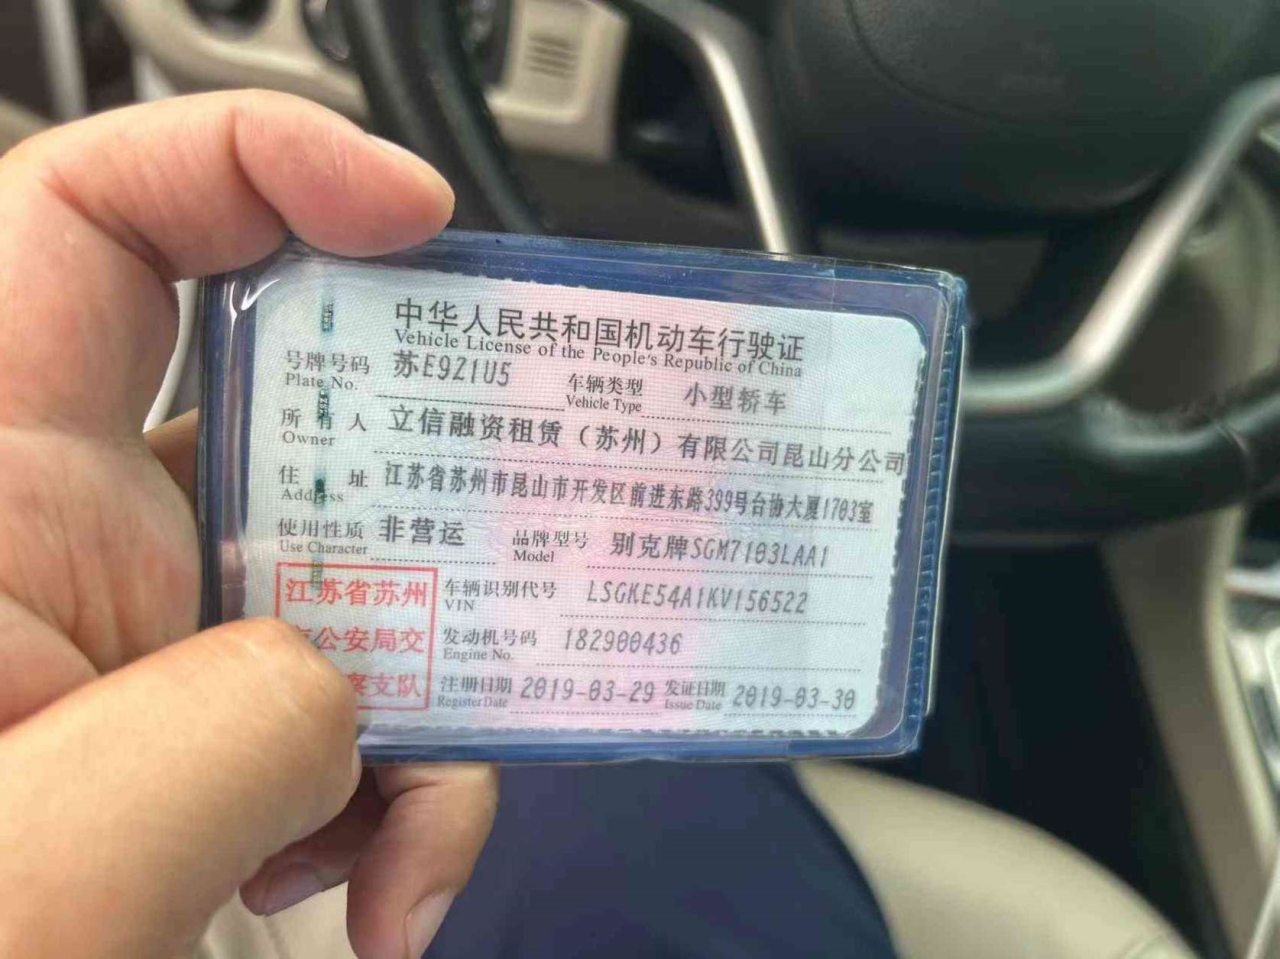 中华人民共和国机动车行驶证
Vehicle License of the People's Republic of China
号牌号码 苏E9Z1U5 车辆类型 小型轿车
Plate No. Vehicle Type
所有人 立信融资租赁（苏州）有限公司昆山分公司
Owner
住址 江苏省苏州市昆山市开发区前进东路399号台协大厦1703室
Address
使用性质 非营运 品牌型号 别克牌SGM7103LAA1
Use Character Model
江苏省苏州 车辆识别代号 LSGKE54A1KV156522
VIN
公安局交 发动机号码 182900436
Engine No.
支队 注册日期 2019-03-29 发证日期 2019-03-30
Register Date Issue Date